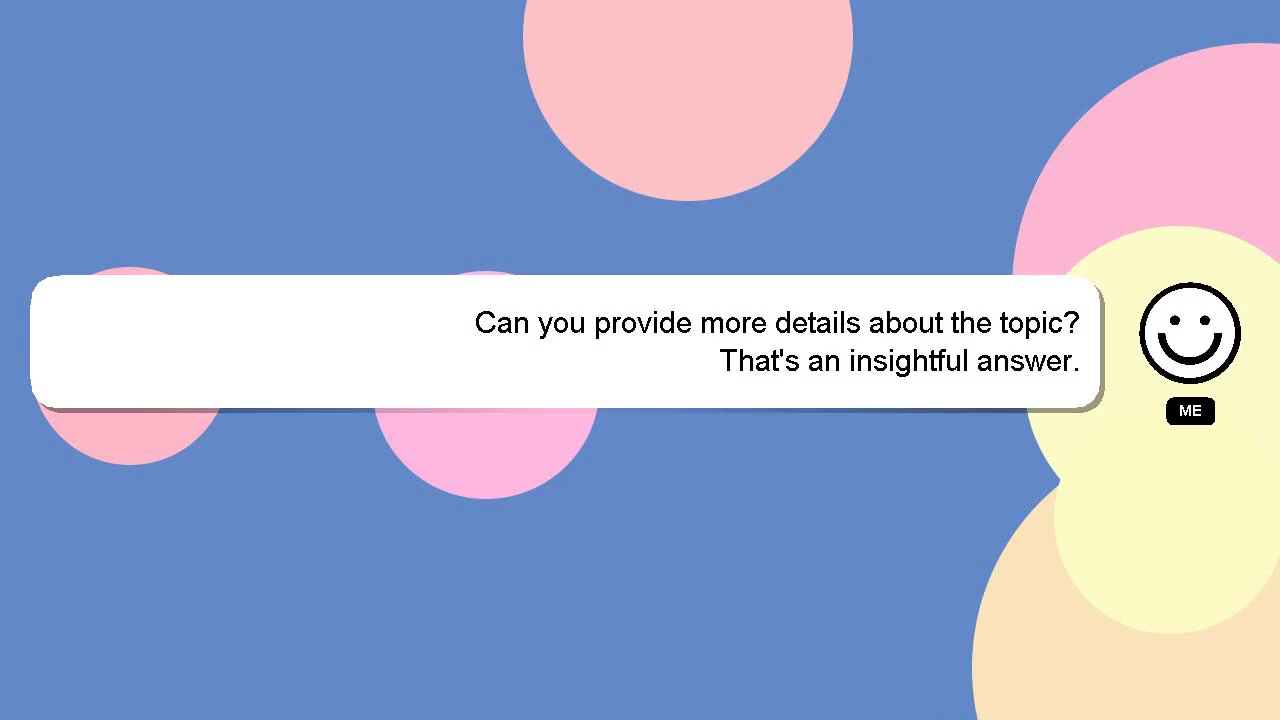 Can you provide more details about the topic?
That's an insightful answer.
ME